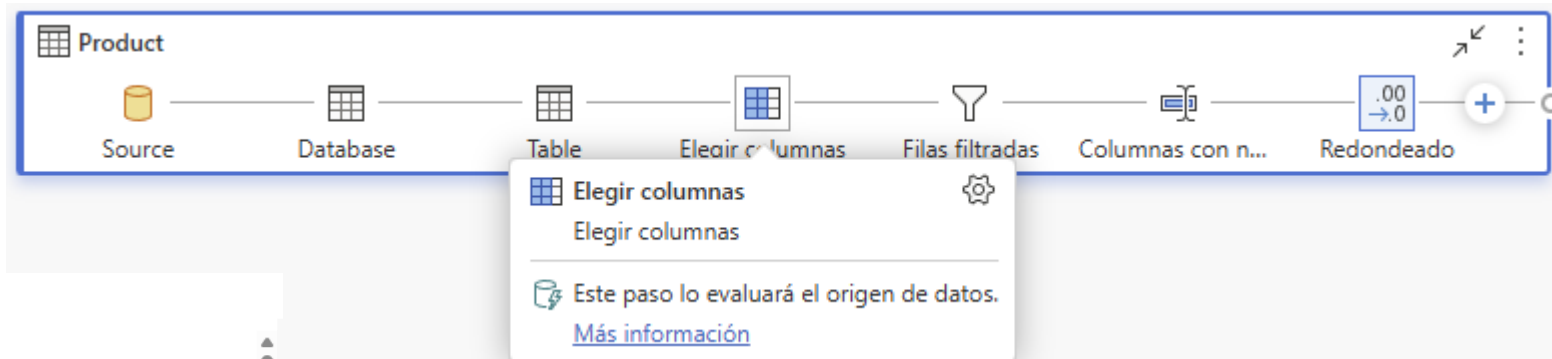 Product
.00
→.0
Source Database Table Elegir columnas Filas filtradas Columnas con n... Redondeado
Elegir columnas
Elegir columnas
Este paso lo evaluará el origen de datos.
Más información